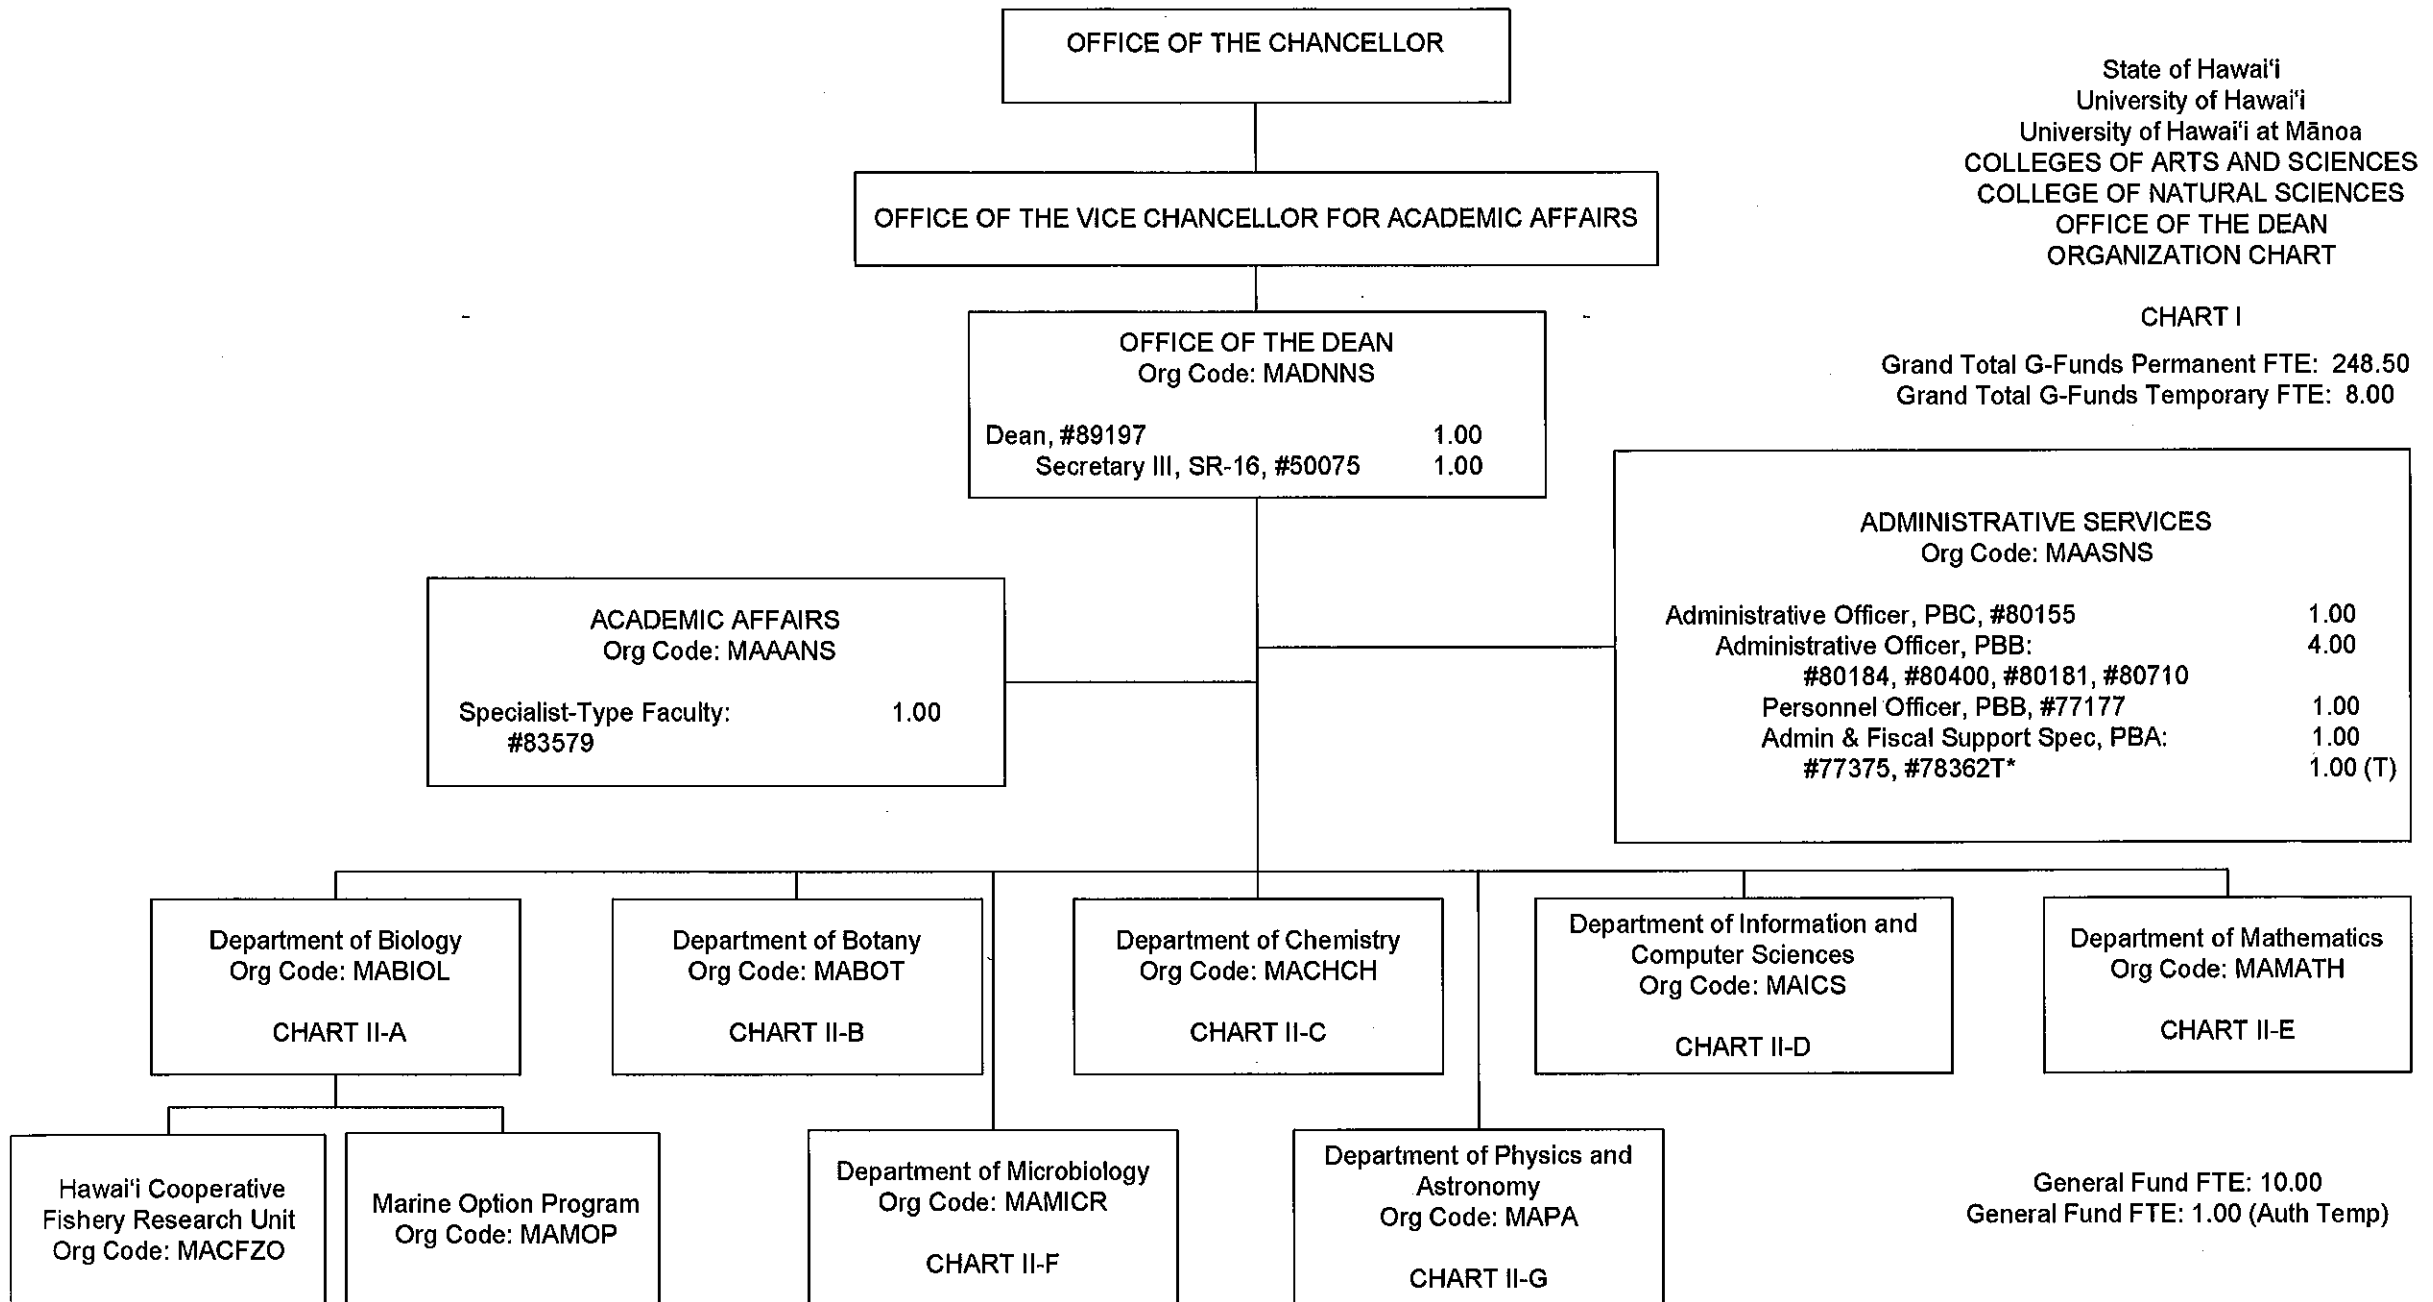 OFFICE OF THE CHANCELLOR
State of Hawai‘i
University of Hawai‘i
University of Hawai‘i at Mānoa
COLLEGES OF ARTS AND SCIENCES
COLLEGE OF NATURAL SCIENCES
OFFICE OF THE DEAN
ORGANIZATION CHART
CHART I
Grand Total G-Funds Permanent FTE: 248.50
Grand Total G-Funds Temporary FTE: 8.00
OFFICE OF THE VICE CHANCELLOR FOR ACADEMIC AFFAIRS
OFFICE OF THE DEAN
Org Code: MADNNS
Dean, #89197 1.00
Secretary III, SR-16, #50075 1.00
ADMINISTRATIVE SERVICES
Org Code: MAASNS
Administrative Officer, PBC, #80155 1.00
Administrative Officer, PBB: 4.00
#80184, #80400, #80181, #80710
Personnel Officer, PBB, #77177 1.00
Admin & Fiscal Support Spec, PBA: 1.00
#77375, #78362T* 1.00 (T)
ACADEMIC AFFAIRS
Org Code: MAAANS
Specialist-Type Faculty: 1.00
#83579
Department of Biology
Org Code: MABIOL
CHART II-A
Department of Botany
Org Code: MABOT
CHART II-B
Department of Chemistry
Org Code: MACHCH
CHART II-C
Department of Information and
Computer Sciences
Org Code: MAICS
CHART II-D
Department of Mathematics
Org Code: MAMATH
CHART II-E
Hawai‘i Cooperative
Fishery Research Unit
Org Code: MACFZO
Marine Option Program
Org Code: MAMOP
Department of Microbiology
Org Code: MAMICR
CHART II-F
Department of Physics and
Astronomy
Org Code: MAPA
CHART II-G
General Fund FTE: 10.00
General Fund FTE: 1.00 (Auth Temp)